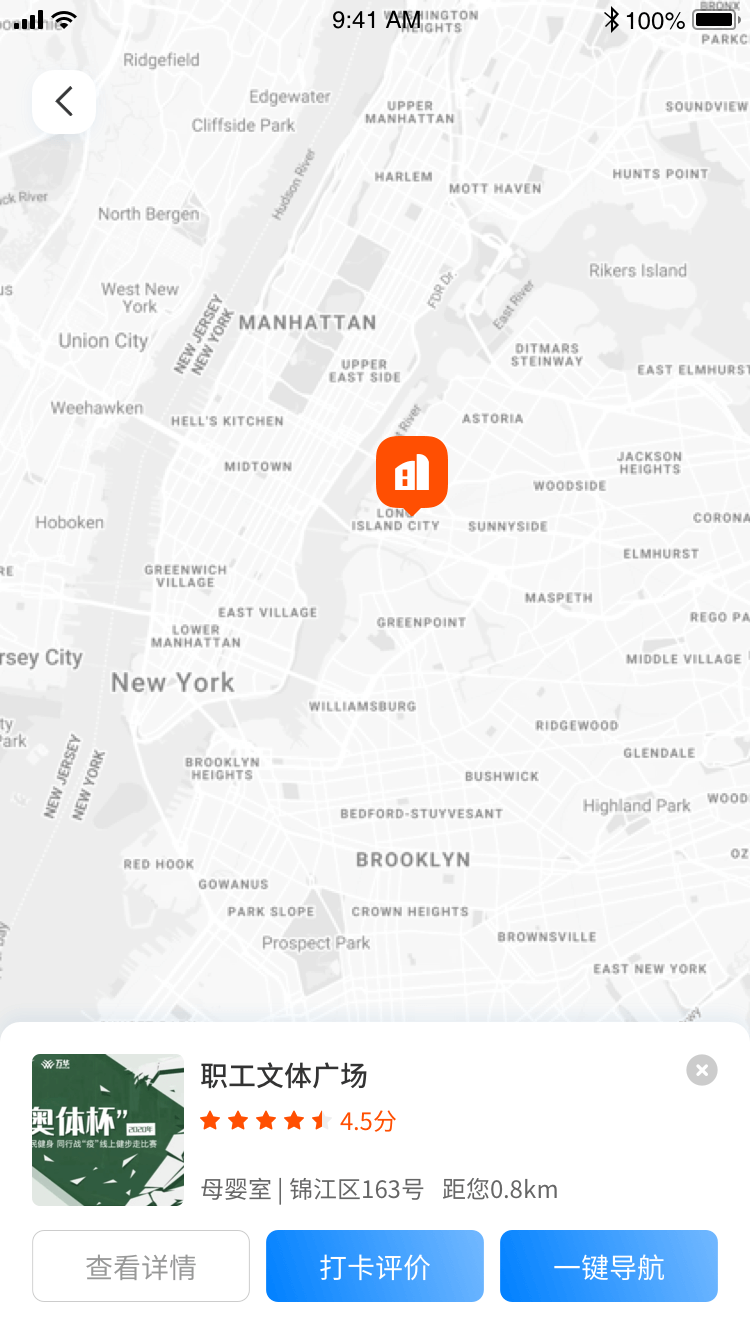 9:41 AM
100%
WASHINGTON
HEIGHTS
BRONX
PARKC
Ridgefield
Edgewater
Cliffside Park
UPPER
MANHATTAN
SOUNDVIEW
HARLEM
MOTT HAVEN
HUNTS POINT
Hudson River
ck River
North Bergen
Rikers Island
FDR Dr.
East River
us
West New
York
NEW JERSEY
NEW YORK
MANHATTAN
Union City
DITMARS
STEINWAY
UPPER
EAST SIDE
EAST ELMHURST
Weehawken
HELL'S KITCHEN
t River
ASTORIA
MIDTOWN
JACKSON
HEIGHTS
WOODSIDE
Hoboken
LONG
ISLAND CITY
SUNNYSIDE
CORONA
ELMHURST
RE
GREENWICH
VILLAGE
MASPETH
EAST VILLAGE
GREENPOINT
REGO PA
LOWER
MANHATTAN
rsey City
MIDDLE VILLAGE
New York
WILLIAMSBURG
ty
Park
RIDGEWOOD
NEW JERSEY
NEW YORK
GLENDALE
BROOKLYN
HEIGHTS
BUSHWICK
BEDFORD-STUYVESANT
Highland Park
WOOD
BROOKLYN
OZ
RED HOOK
GOWANUS
PARK SLOPE
CROWN HEIGHTS
Prospect Park
BROWNSVILLE
EAST NEW YORK
wy
万华
奥体杯”
2020年
民健身 同行战“疫”线上健步走比赛
职工文体广场
4.5分
母婴室 | 锦江区163号 距您0.8km
查看详情
打卡评价
一键导航